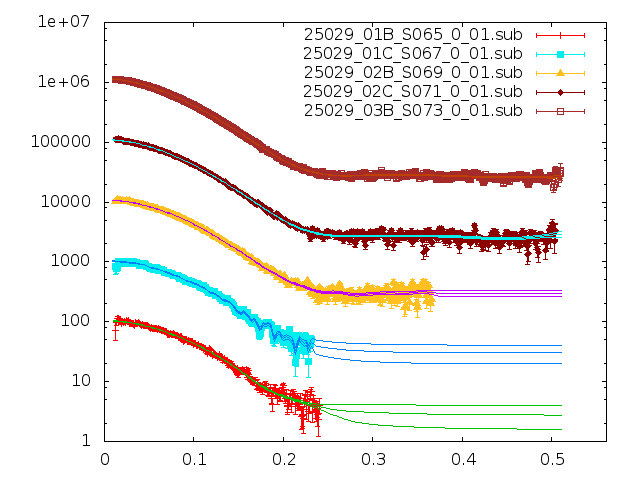 1e+07
1e+06
100000
10000
1000
100
10
1
0 0.1 0.2 0.3 0.4 0.5
25029_01B_S065_0_01.sub
25029_01C_S067_0_01.sub
25029_02B_S069_0_01.sub
25029_02C_S071_0_01.sub
25029_03B_S073_0_01.sub